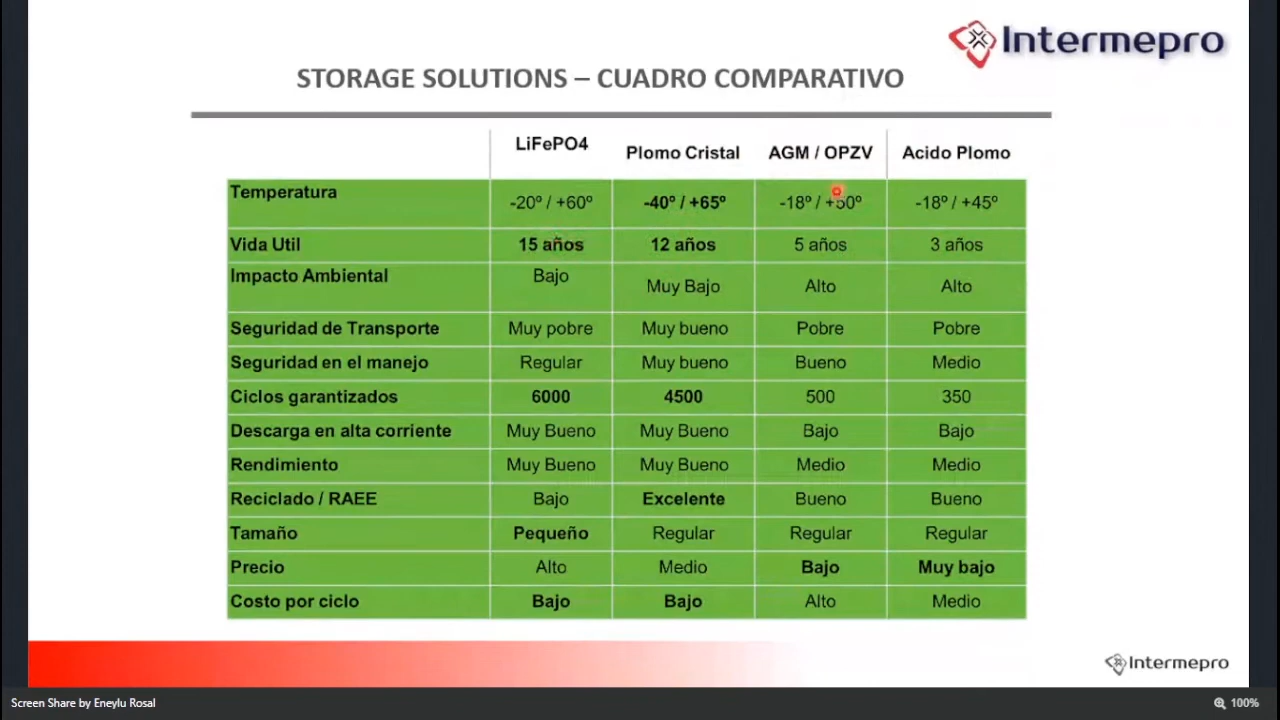 Intermepro
STORAGE SOLUTIONS – CUADRO COMPARATIVO
LiFePO4 Plomo Cristal AGM / OPZV Acido Plomo
Temperatura -20º / +60º -40º / +65º -18º / +50º -18º / +45º
Vida Util 15 años 12 años 5 años 3 años
Impacto Ambiental Bajo Muy Bajo Alto Alto
Seguridad de Transporte Muy pobre Muy bueno Pobre Pobre
Seguridad en el manejo Regular Muy bueno Bueno Medio
Ciclos garantizados 6000 4500 500 350
Descarga en alta corriente Muy Bueno Muy Bueno Bajo Bajo
Rendimiento Muy Bueno Muy Bueno Medio Medio
Reciclado / RAEE Bajo Excelente Bueno Bueno
Tamaño Pequeño Regular Regular Regular
Precio Alto Medio Bajo Muy bajo
Costo por ciclo Bajo Bajo Alto Medio
Intermepro
Screen Share by Eneylu Rosal 100%